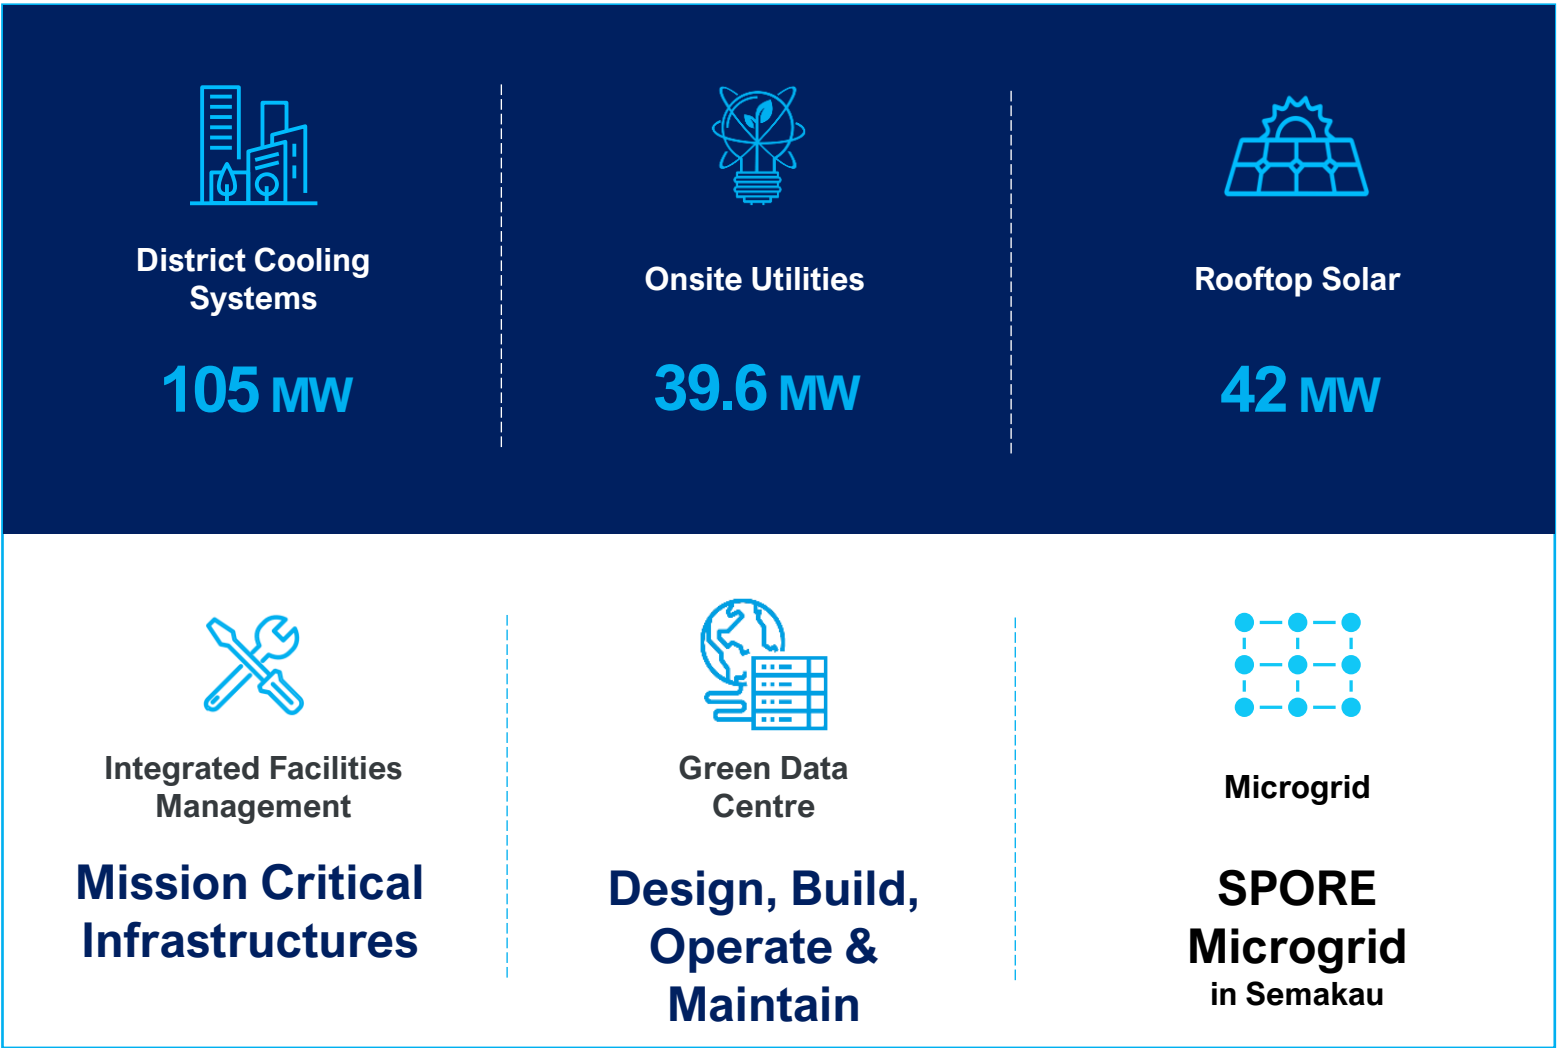 District Cooling
Systems
105 MW
Onsite Utilities
39.6 MW
Rooftop Solar
42 MW
Integrated Facilities
Management
Mission Critical
Infrastructures
Green Data
Centre
Design, Build,
Operate &
Maintain
Microgrid
SPORE
Microgrid
in Semakau